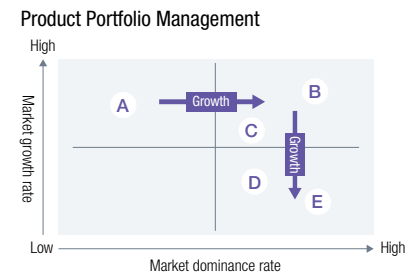 Product Portfolio Management
High
Market growth rate
A
Growth
B
C
Growth
D
E
Low
High
Market dominance rate